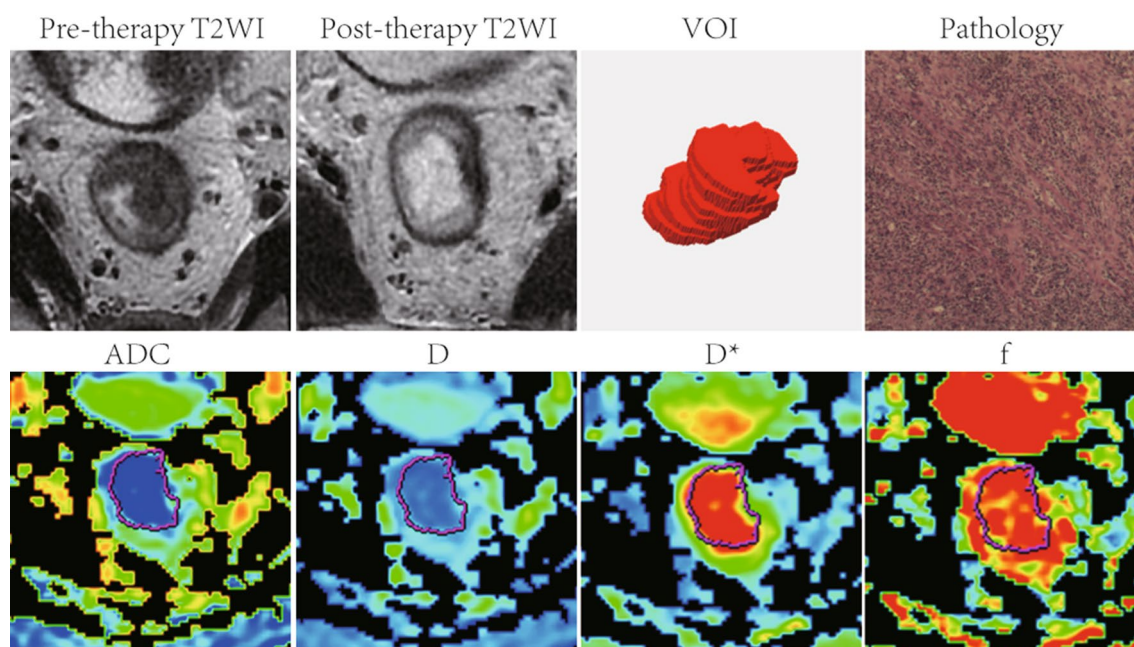 Pre-therapy T2WI
Post-therapy T2WI
VOI
Pathology
ADC
D
D*
f